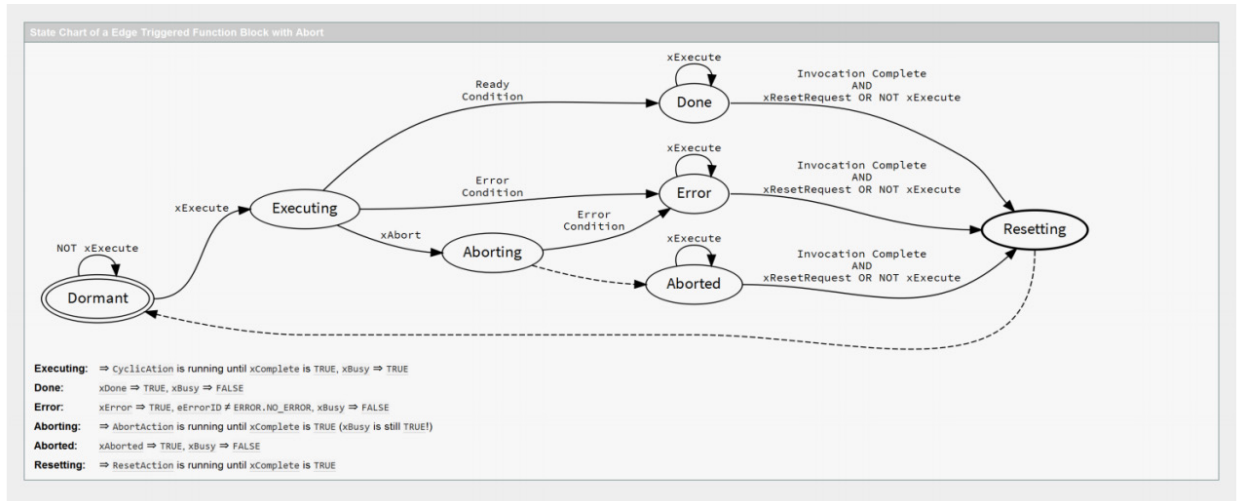 State Chart of a Edge Triggered Function Block with Abort
xExecute
Ready
Condition
Done
Invocation Complete
AND
xResetRequest OR NOT xExecute
xExecute
Error
Condition
Error
Invocation Complete
AND
xResetRequest OR NOT xExecute
xExecute
Executing
Error
Condition
xAbort
Aborting
xExecute
Aborted
Invocation Complete
AND
xResetRequest OR NOT xExecute
Resetting
NOT xExecute
Dormant
Executing: ⇒ CyclicAtion is running until xComplete is TRUE, xBusy ⇒ TRUE
Done: xDone ⇒ TRUE, xBusy ⇒ FALSE
Error: xError ⇒ TRUE, eErrorID ≠ ERROR.NO_ERROR, xBusy ⇒ FALSE
Aborting: ⇒ AbortAction is running until xComplete is TRUE (xBusy is still TRUE!)
Aborted: xAborted ⇒ TRUE, xBusy ⇒ FALSE
Resetting: ⇒ ResetAction is running until xComplete is TRUE